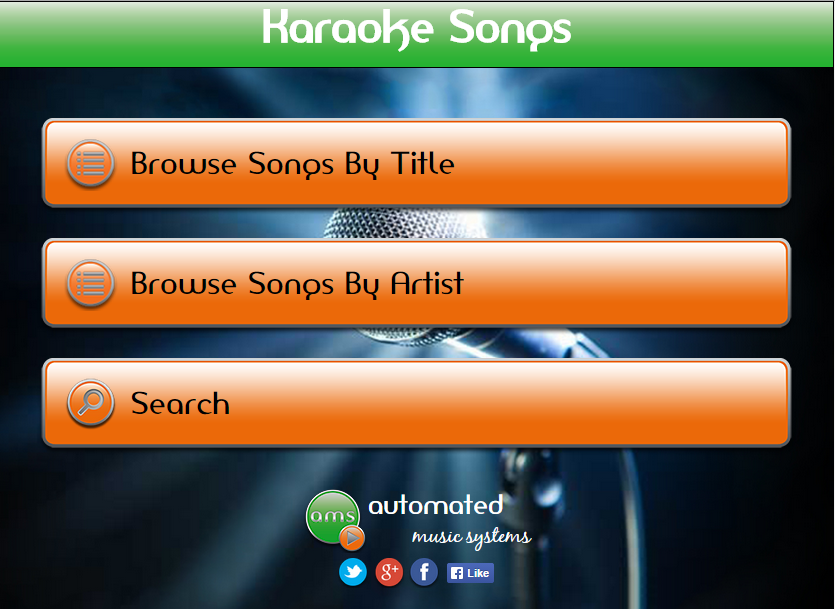 Karaoke Songs
Browse Songs By Title
Browse Songs By Artist
Search
ams
automated
music systems
g+
f
f Like